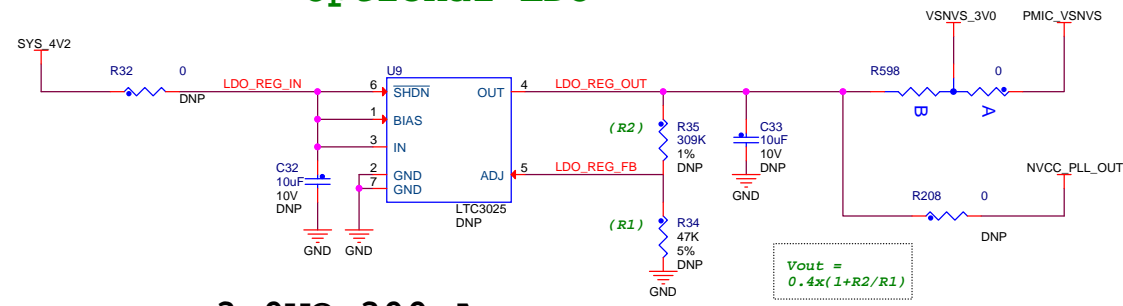 VSNVS_3V0 PMIC_VSNVS
SYS_4V2
R32 0
DNP
LDO_REG_IN
U9
6 SHDN OUT 4
1 BIAS
3 IN
2 GND ADJ 5
7 GND
LTC3025
DNP
LDO_REG_OUT
LDO_REG_FB
C32
10uF
10V
DNP
GND
GND
(R2)
R35
309K
1%
DNP
C33
10uF
10V
DNP
GND
(R1)
R34
47K
5%
DNP
GND
R598 0
B A
NVCC_PLL_OUT
R208 0
DNP
Vout =
0.4x(1+R2/R1)